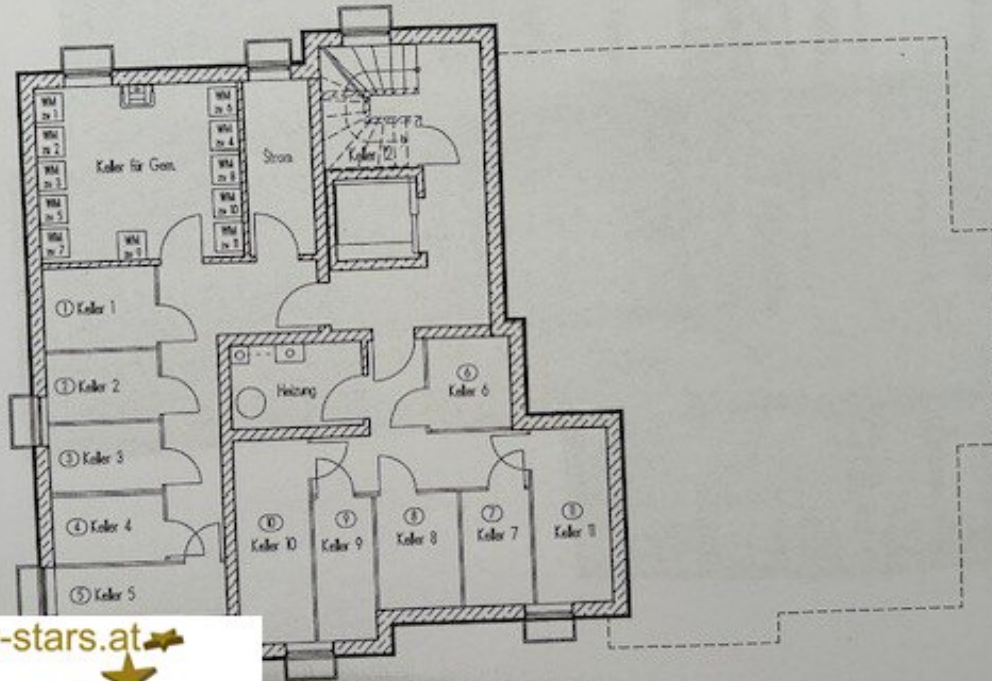 WM
zu 1
WM
zu 2
WM
zu 3
WM
zu 5
WM
zu 7
WM
zu 9
WM
zu 6
WM
zu 4
WM
zu 8
WM
zu 10
WM
zu 11
Keller für Gem.
Strom
Keller 12
1 Keller 1
2 Keller 2
3 Keller 3
4 Keller 4
5 Keller 5
Heizung
6
Keller 6
10
Keller 10
9
Keller 9
8
Keller 8
7
Keller 7
11
Keller 11
-stars.at